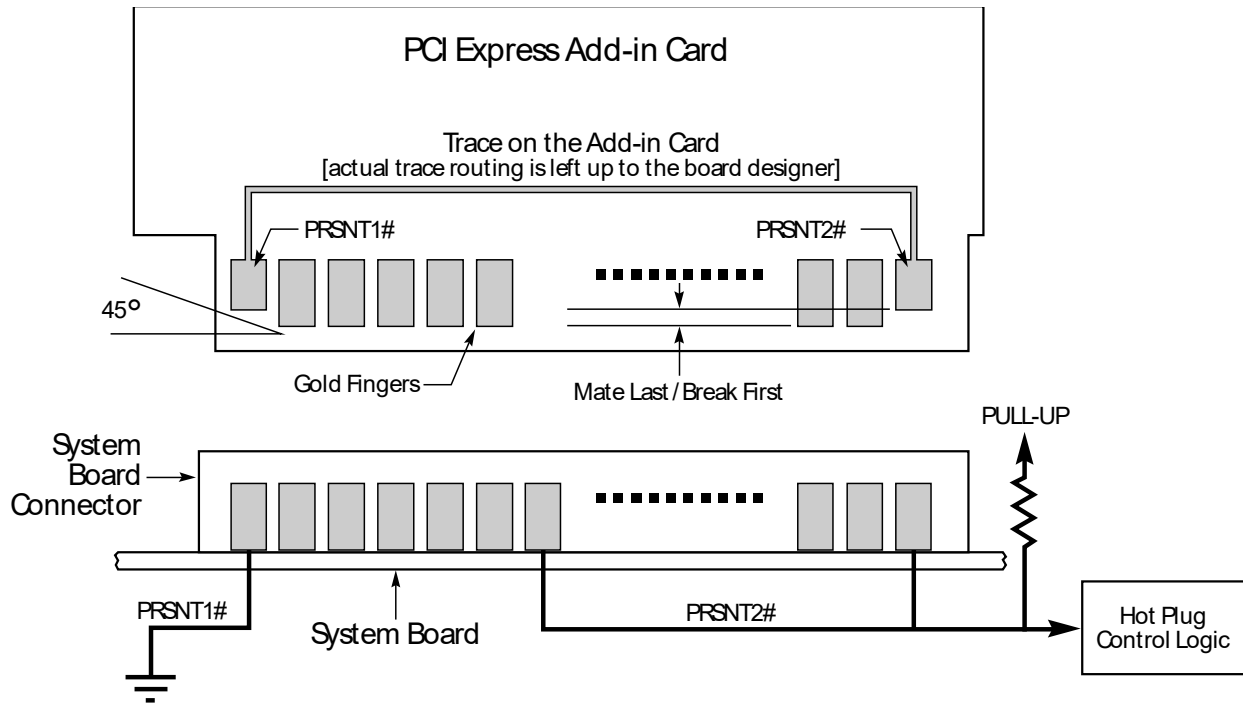 PCI Express Add-in Card
Trace on the Add-in Card
[actual trace routing is left up to the board designer]
PRSNT1#
PRSNT2#
45°
Gold Fingers
Mate Last / Break First
PULL-UP
System
Board
Connector
PRSNT1#
System Board
PRSNT2#
Hot Plug
Control Logic